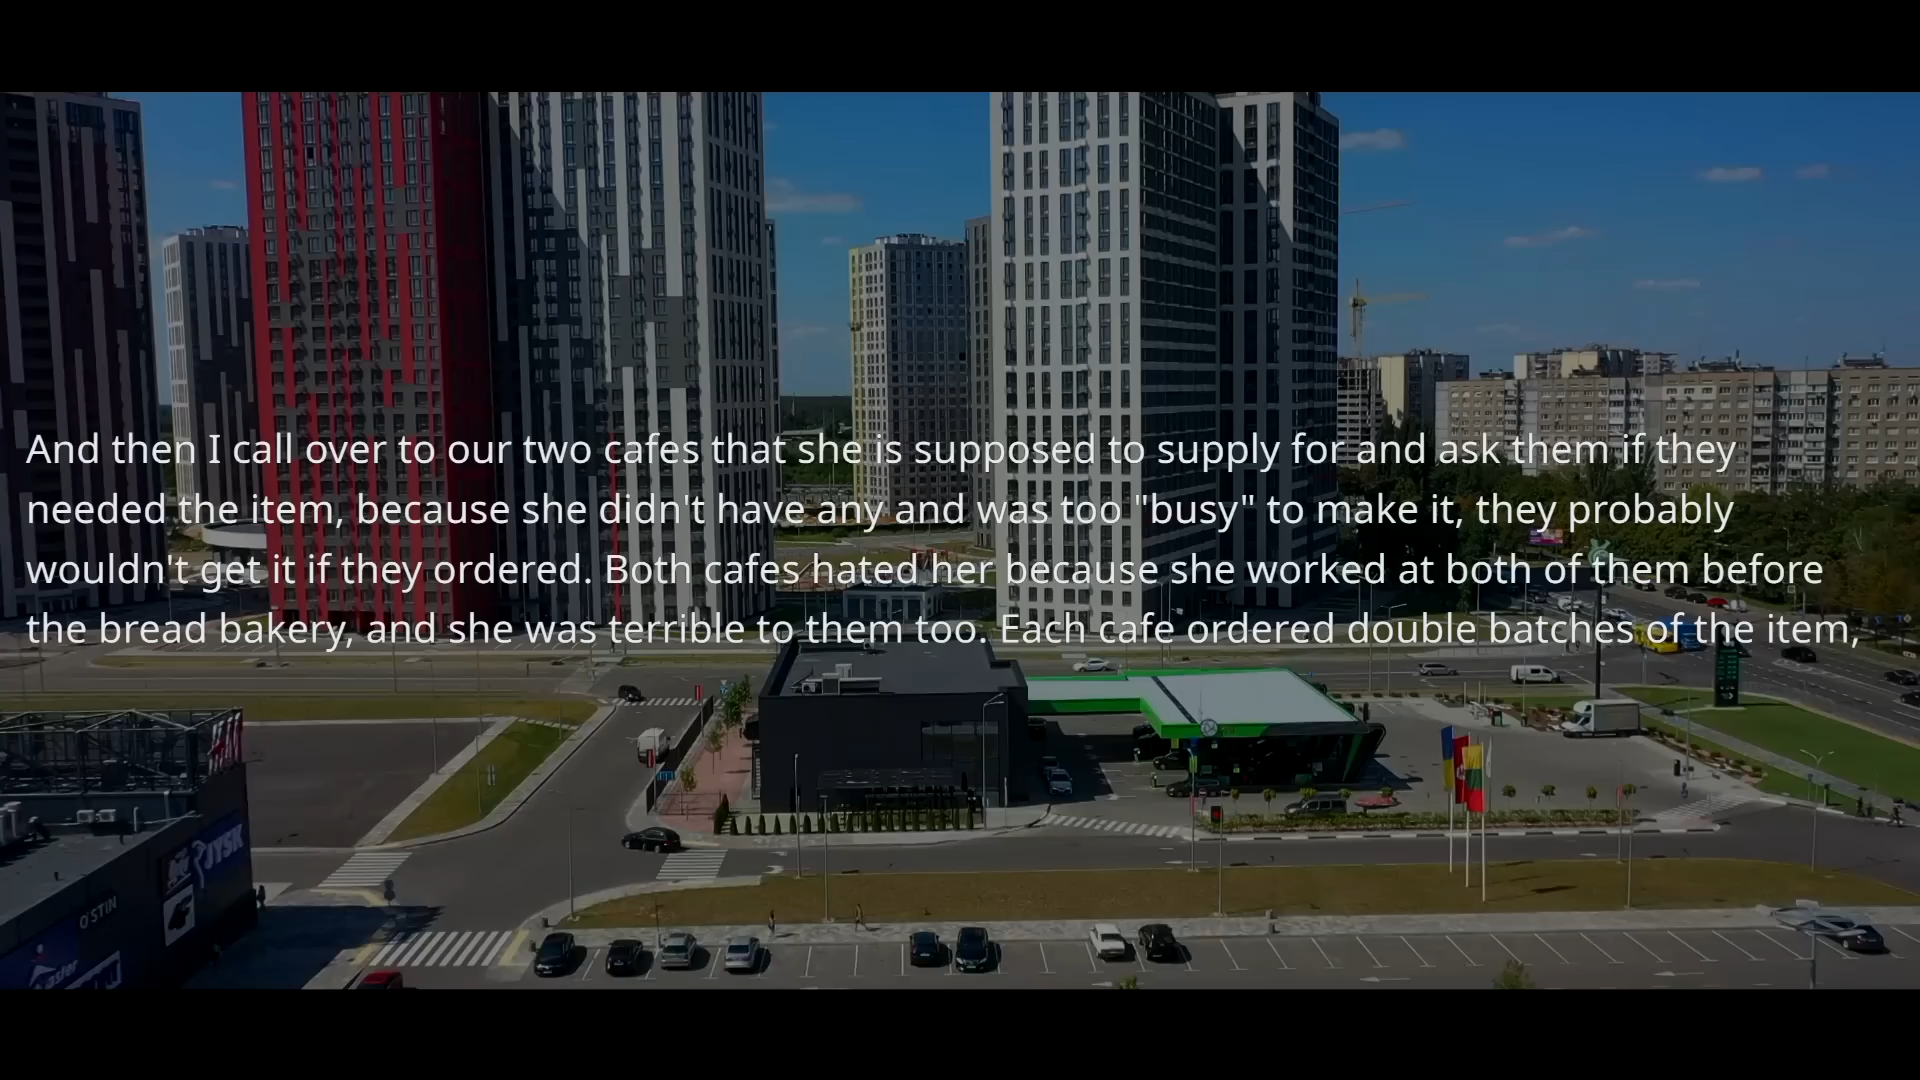 And then I call over to our two cafes that she is supposed to supply for and ask them if they
needed the item, because she didn't have any and was too "busy" to make it, they probably
wouldn't get it if they ordered. Both cafes hated her because she worked at both of them before
the bread bakery, and she was terrible to them too. Each cafe ordered double batches of the item,
JYSK
O'STIN